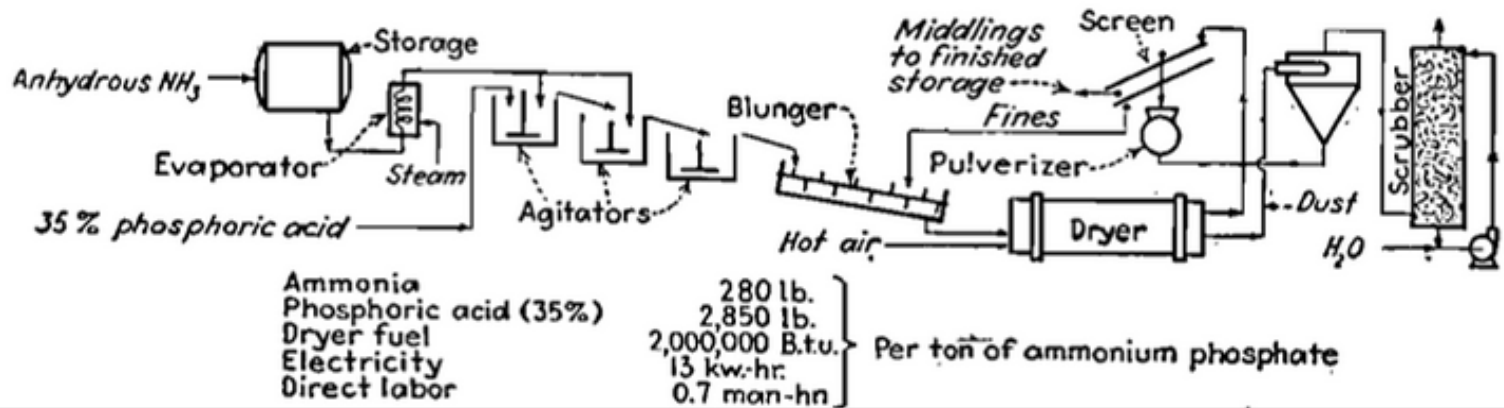 Anhydrous NH3
Storage
Evaporator
Steam
35% phosphoric acid
Agitators
Blunger
Middlings
to finished
storage
Screen
Fines
Pulverizer
Hot air
Dryer
Dust
Scrubber
H2O
Ammonia 280 lb.
Phosphoric acid (35%) 2,850 lb.
Dryer fuel 2,000,000 B.t.u.
Electricity 13 kw.-hr.
Direct labor 0.7 man-hn
Per ton of ammonium phosphate